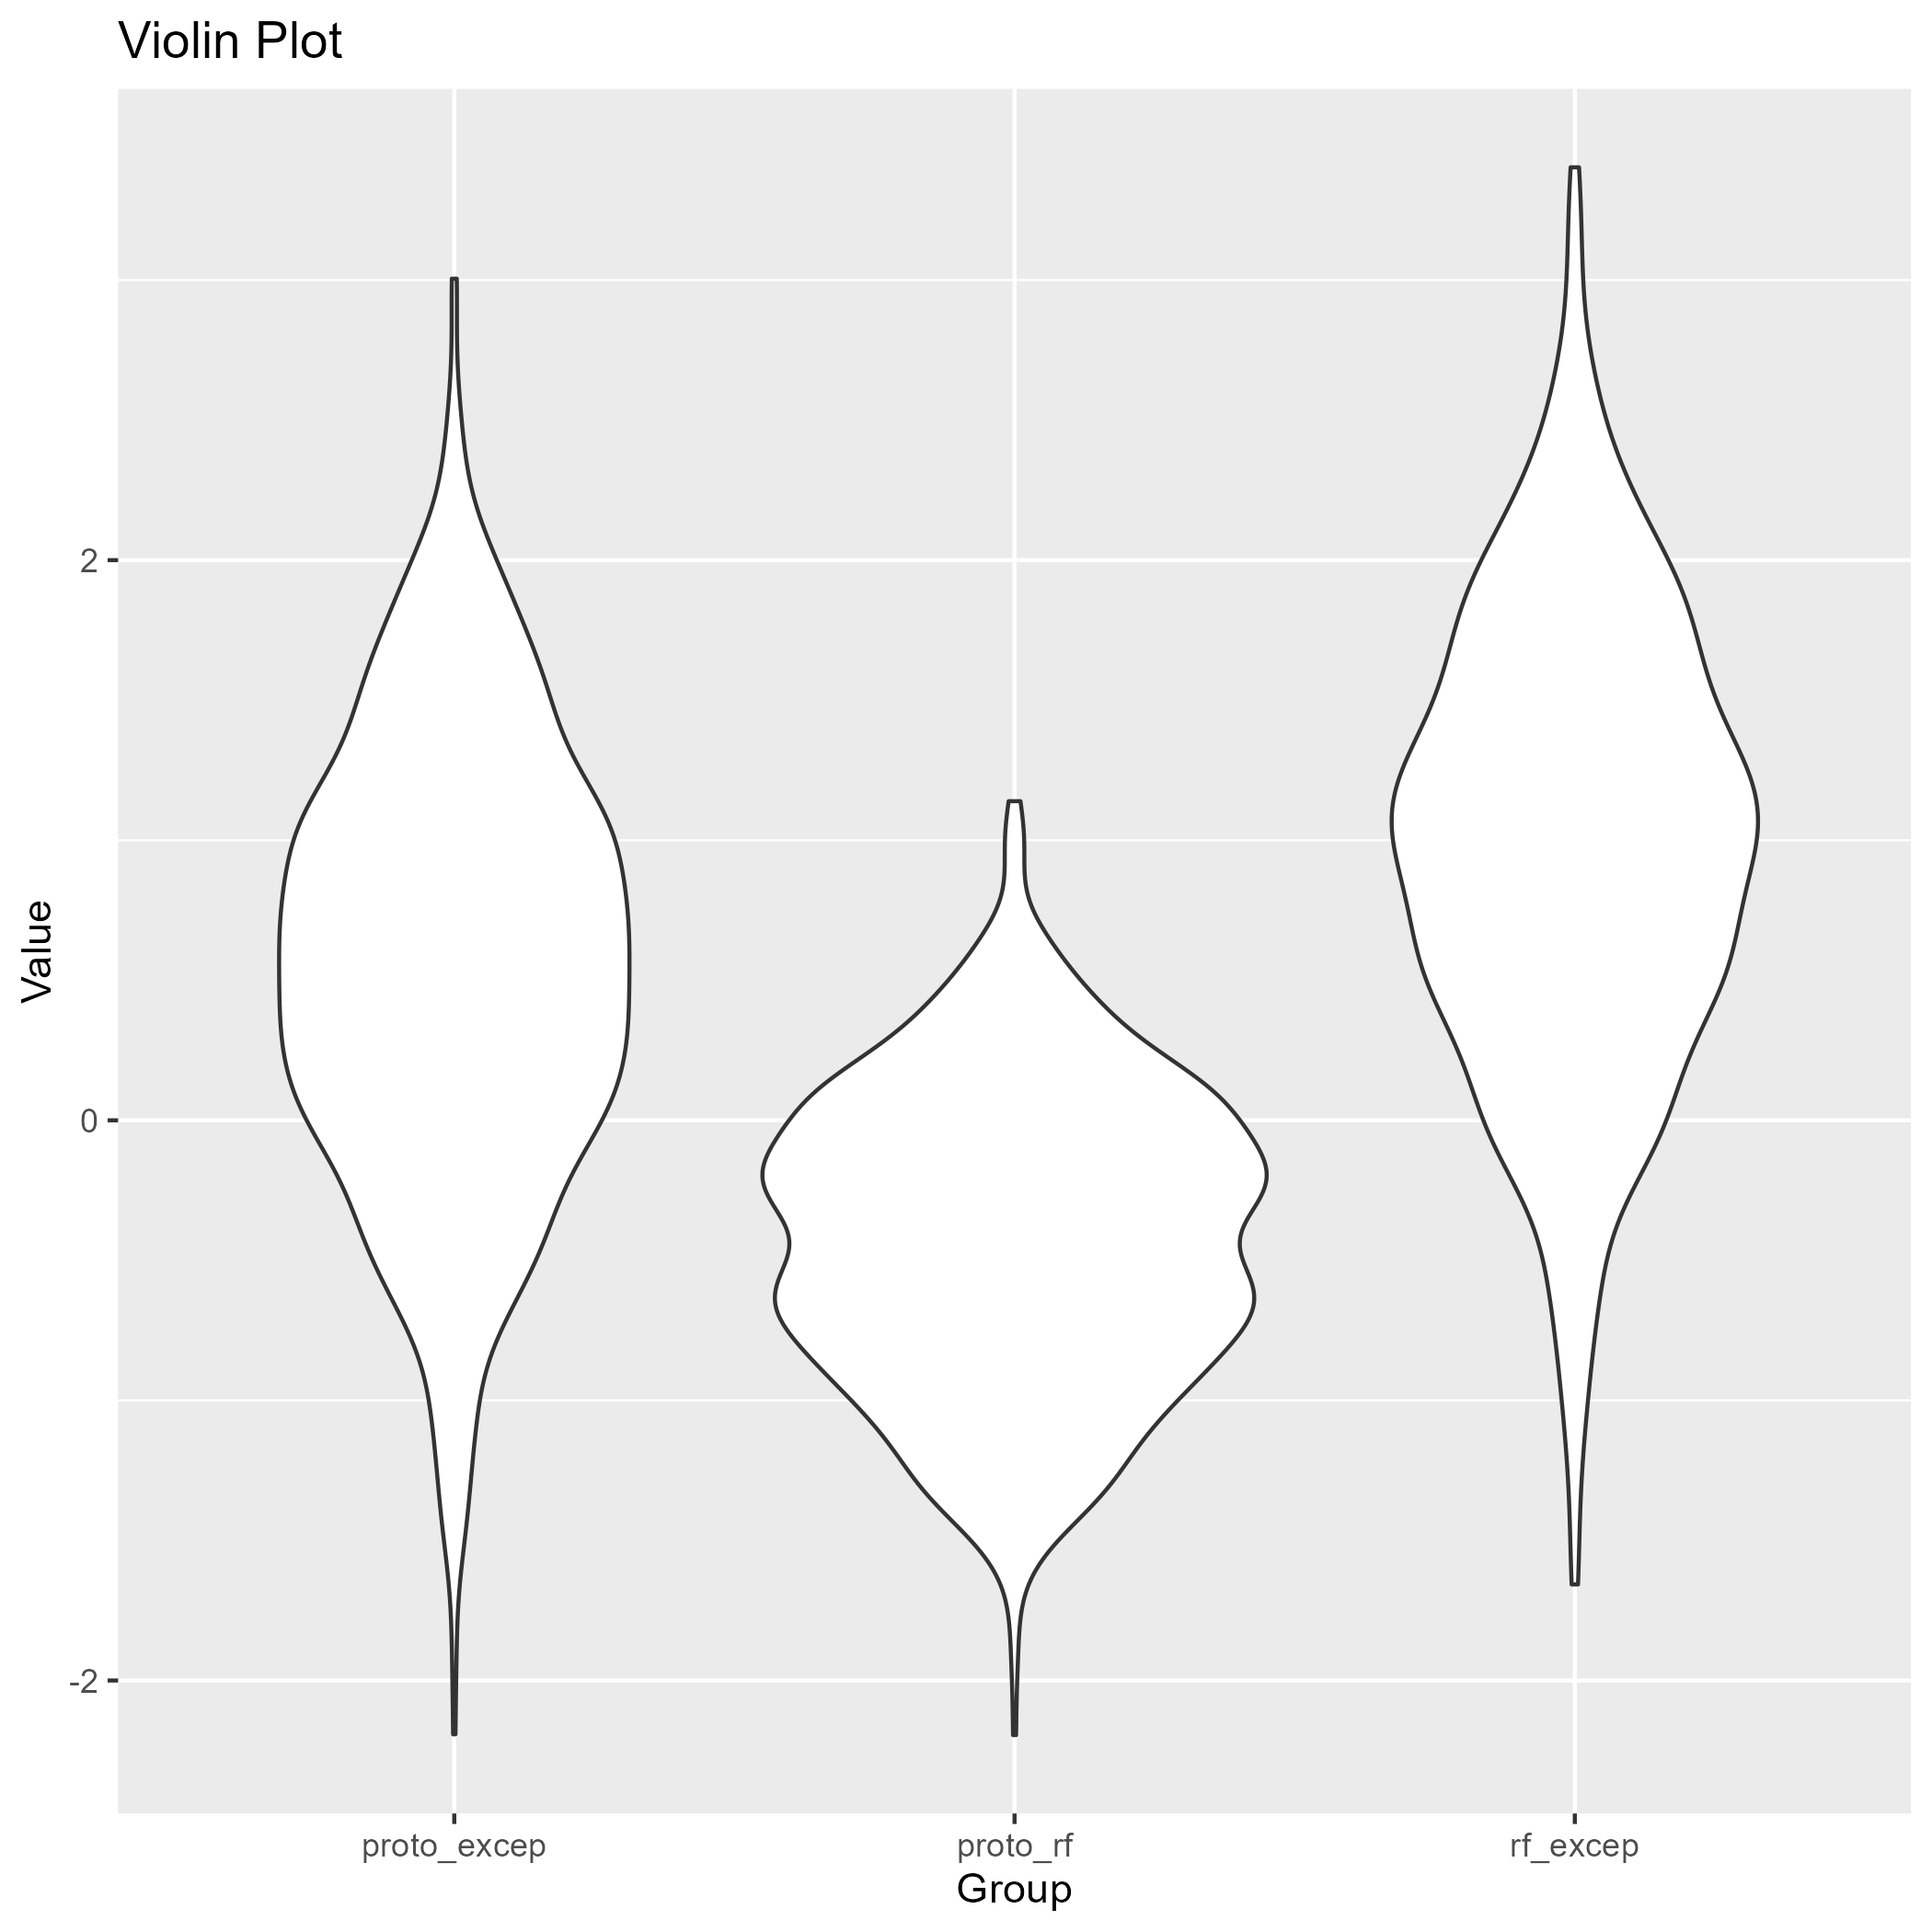 Violin Plot
Value
2
0
-2
proto_excep
proto_rf
rf_excep
Group